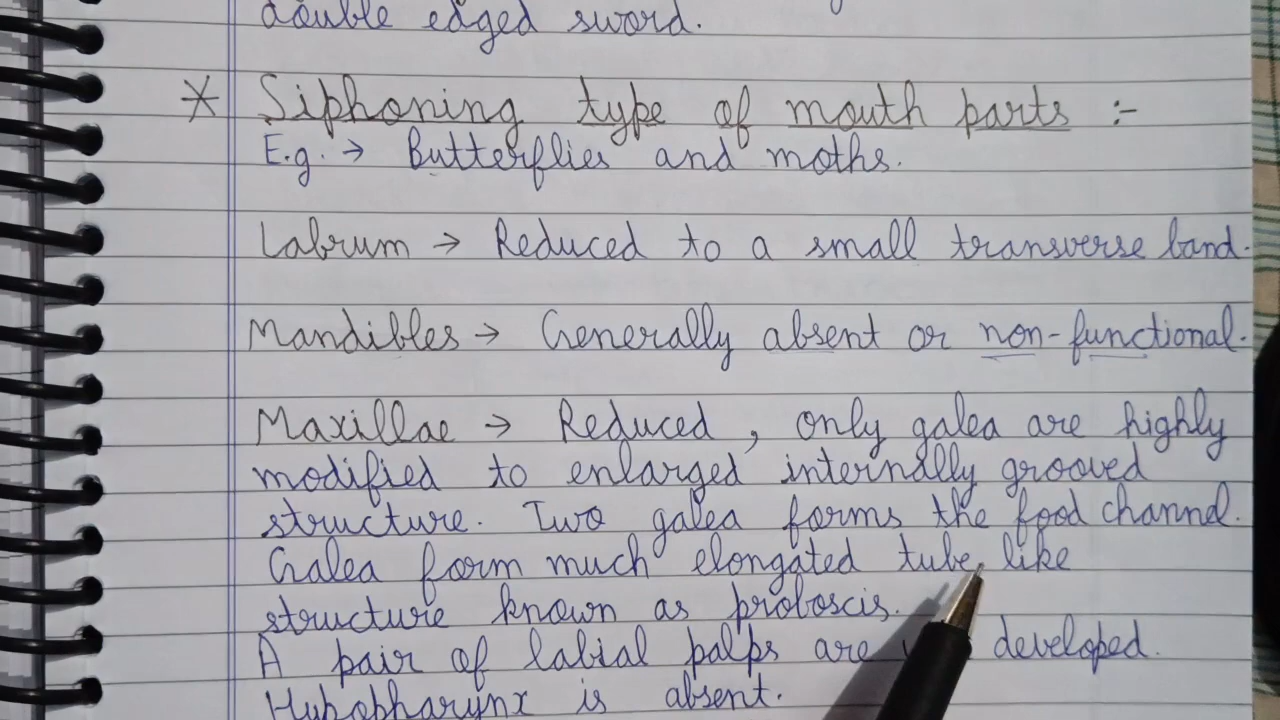 double edged sword.
* Siphoning type of mouth parts :-
E.g. → Butterflies and moths.
Labrum → Reduced to a small transverse band.
Mandibles → Generally absent or non-functional.
Maxillae → Reduced, only galea are highly
modified to enlarged internally grooved
structure. Two galea forms the food channel.
Galea form much elongated tube like
structure known as proboscis.
A pair of labial palps are developed.
Hypopharynx is absent.